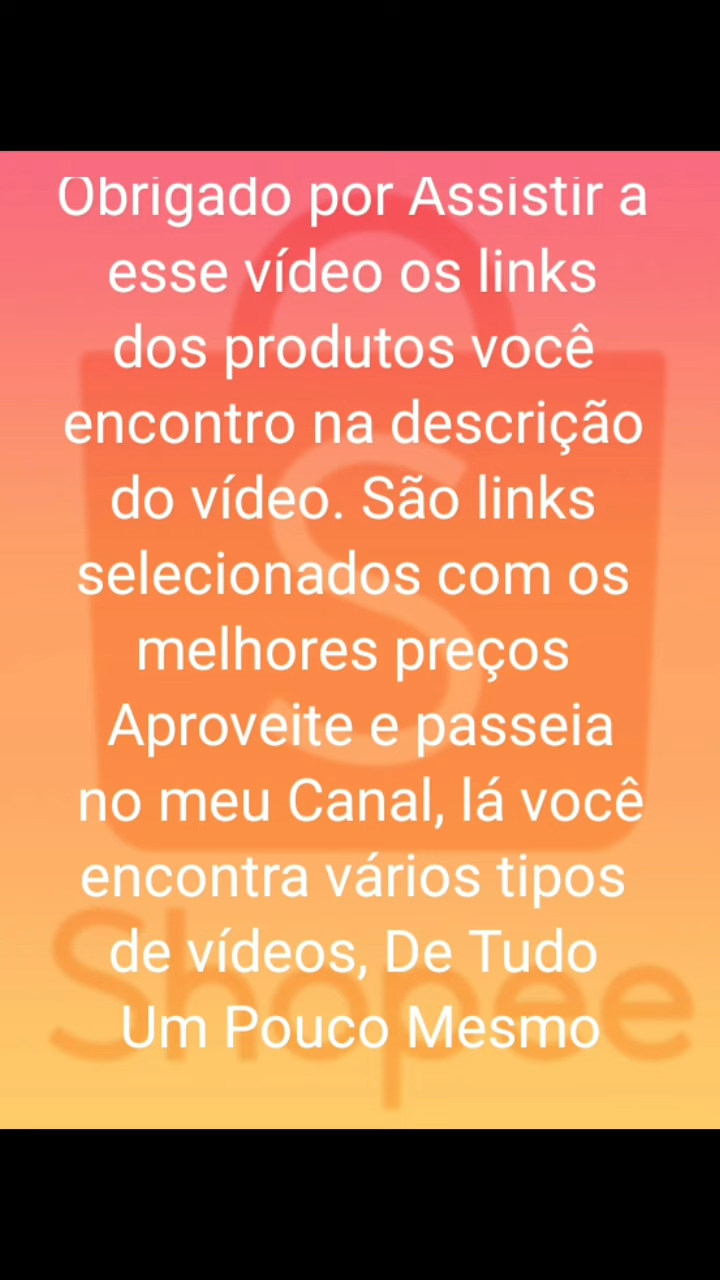 Obrigado por Assistir a
esse vídeo os links
dos produtos você
encontro na descrição
do vídeo. São links
selecionados com os
melhores preços
Aproveite e passeia
no meu Canal, lá você
encontra vários tipos
de vídeos, De Tudo
Um Pouco Mesmo
S
Shopee